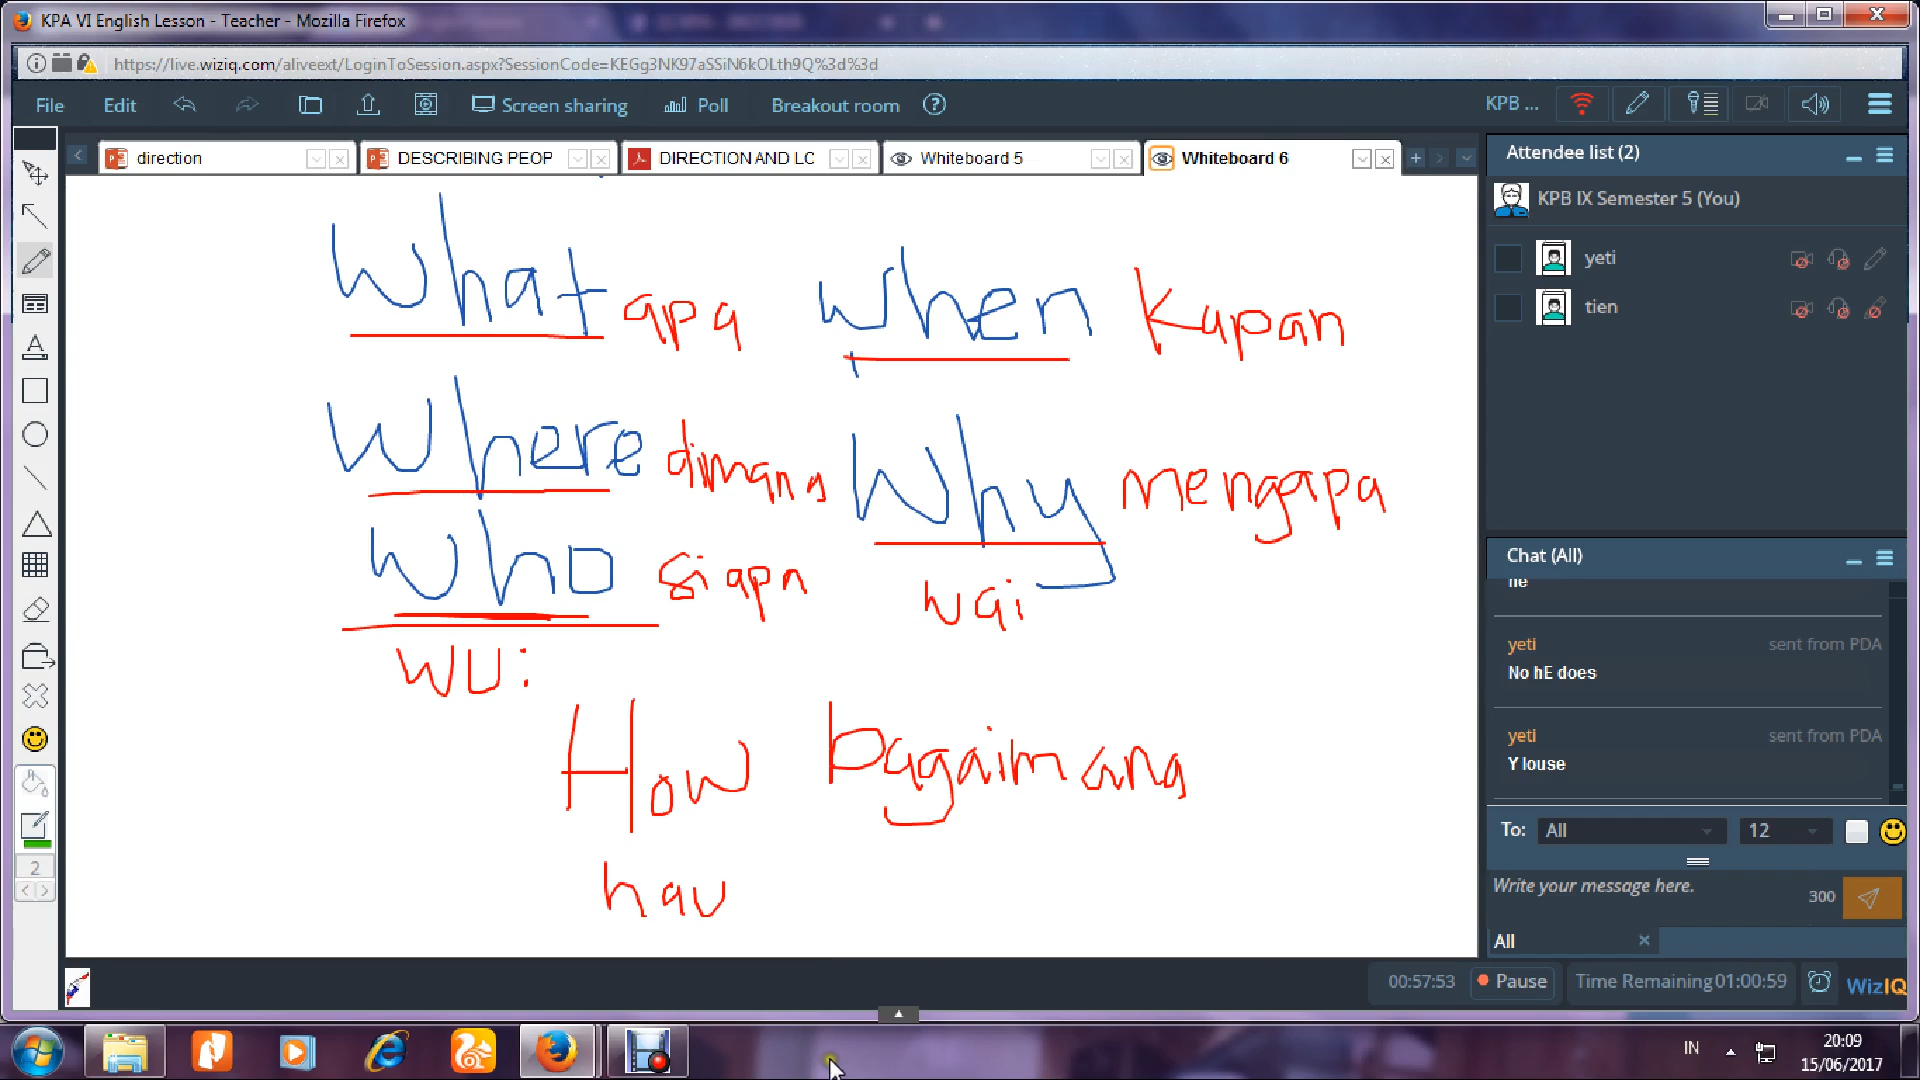 KPA VI English Lesson - Teacher - Mozilla Firefox
https://live.wiziq.com/aliveext/LoginToSession.aspx?SessionCode=KEGg3NK97aSSiN6kOLth9Q%3d%3d
File Edit Screen sharing Poll Breakout room KPB ...
direction DESCRIBING PEOP DIRECTION AND LC Whiteboard 5 Whiteboard 6
What apa when Kapan
Where dimana Why mengapa
who siapa wai
wu:
How bagaimana
hau
Attendee list (2)
KPB IX Semester 5 (You)
yeti
tien
Chat (All)
he
yeti sent from PDA
No hE does
yeti sent from PDA
Y louse
To: All 12
Write your message here. 300
All
2
00:57:53 Pause Time Remaining 01:00:59 WizIQ
IN 20:09
15/06/2017